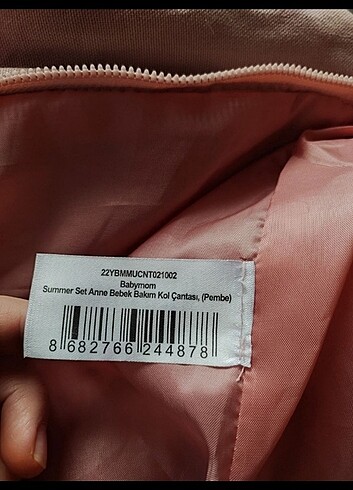 22YBMMUCNT021002
Babymom
Summer Set Anne Bebek Bakım Kol Çantası, (Pembe)
8 682766 244878